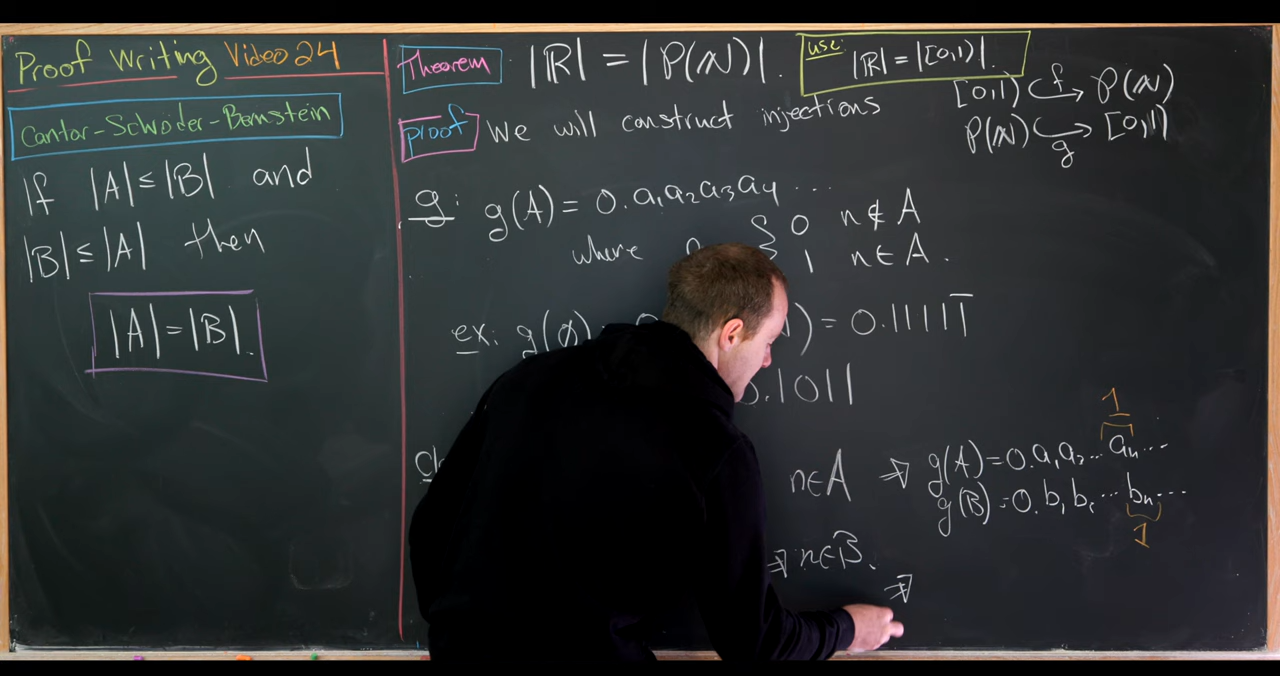 Proof Writing Video 24
Cantor-Schröder-Bernstein
If |A| ≤ |B| and
|B| ≤ |A| then
|A| = |B|.
Theorem |ℝ| = |P(ℕ)|.
use: |ℝ| = |[0,1)|.
proof We will construct injections
[0,1) ↪ P(ℕ)
f
P(ℕ) ↪ [0,1)
g
g: g(A) = 0.a₁a₂a₃a₄ ...
where { 0 n ∉ A
1 n ∈ A.
ex: g(∅) ) = 0.1111̅
0.1011
n∈A ⇒ g(A) = 0.a₁a₂...aₙ...
1
g(B) = 0.b₁b₂...bₙ...
1
⇒ n∈B.
⇒